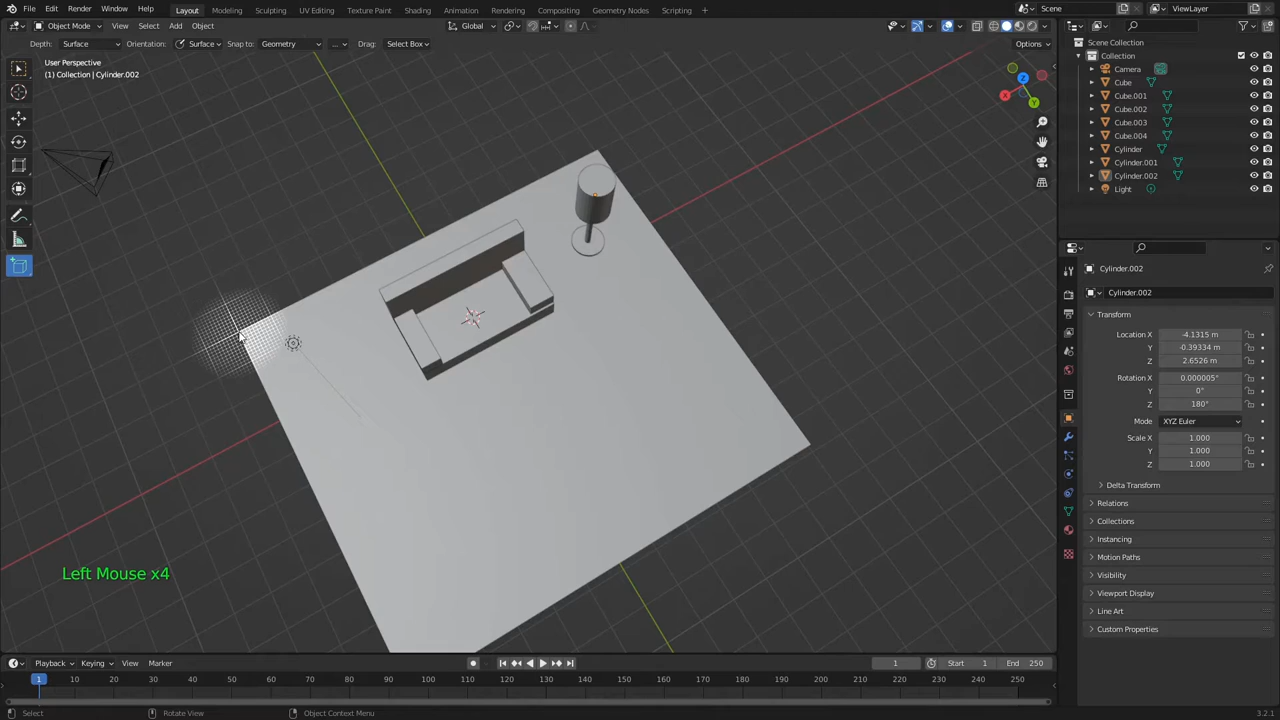 File Edit Render Window Help Layout Modeling Sculpting UV Editing Texture Paint Shading Animation Rendering Compositing Geometry Nodes Scripting Scene ViewLayer
Object Mode View Select Add Object Global
Depth: Surface Orientation: Surface Snap to: Geometry ... Drag: Select Box Options
User Perspective
(1) Collection | Cylinder.002
X
Y
Z
Left Mouse x4
Scene Collection
Collection
Camera
Cube
Cube.001
Cube.002
Cube.003
Cube.004
Cylinder
Cylinder.001
Cylinder.002
Light
Cylinder.002
Cylinder.002
Transform
Location X -4.1315 m
Y -0.39334 m
Z 2.6526 m
Rotation X 0.000005°
Y 0°
Z 180°
Mode XYZ Euler
Scale X 1.000
Y 1.000
Z 1.000
Delta Transform
Relations
Collections
Instancing
Motion Paths
Visibility
Viewport Display
Line Art
Custom Properties
Playback Keying View Marker 1 Start 1 End 250
1 10 20 30 40 50 60 70 80 90 100 110 120 130 140 150 160 170 180 190 200 210 220 230 240 250
Select Rotate View Object Context Menu 3.2.1